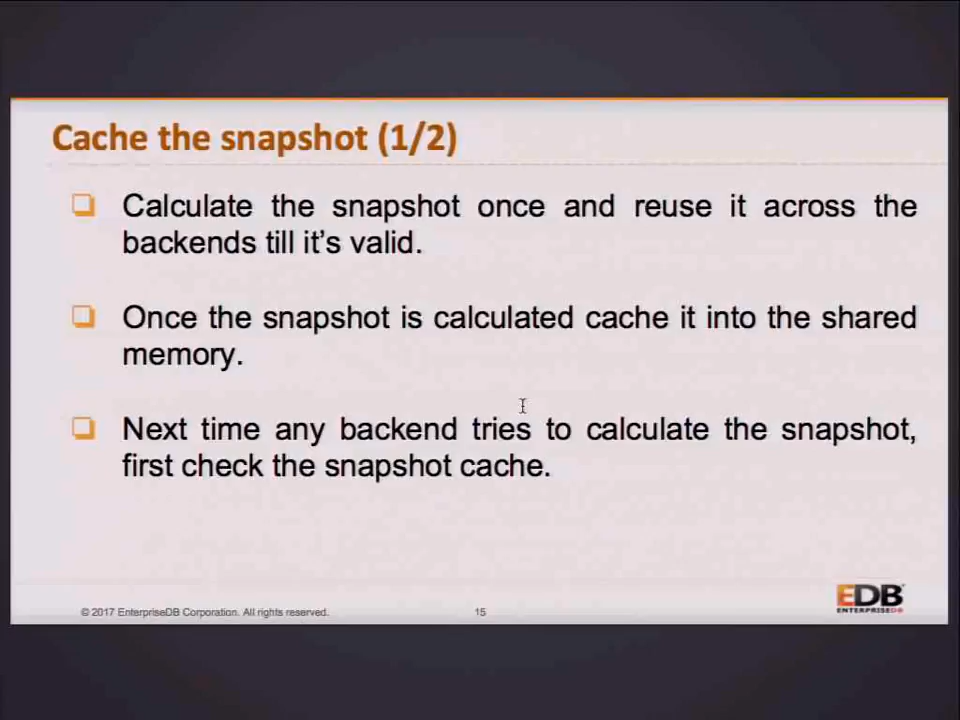 Cache the snapshot (1/2)
Calculate the snapshot once and reuse it across the
backends till it's valid.
Once the snapshot is calculated cache it into the shared
memory.
Next time any backend tries to calculate the snapshot,
first check the snapshot cache.
© 2017 EnterpriseDB Corporation. All rights reserved.
15
EDB
ENTERPRISEDB